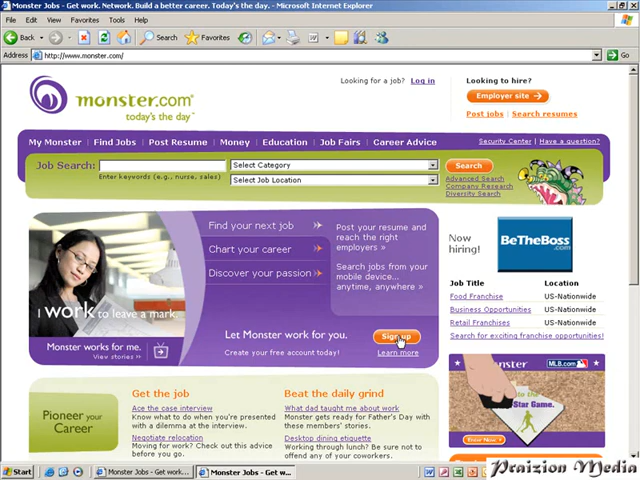 Monster Jobs - Get work. Network. Build a better career. Today's the day. - Microsoft Internet Explorer
File Edit View Favorites Tools Help
Back Search Favorites
Address http://www.monster.com/ Go
Looking for a job? Log in
Looking to hire?
monster.com
today's the day
Employer site
Post jobs Search resumes
My Monster Find Jobs Post Resume Money Education Job Fairs Career Advice
Security Center Have a question?
Job Search: Select Category Search
Enter keywords (e.g., nurse, sales) Select Job Location
Advanced Search
Company Research
Diversity Search
Find your next job
Chart your career
Discover your passion
Post your resume and
reach the right
employers »
Search jobs from your
mobile device...
anytime, anywhere »
I work to leave a mark.
Monster works for me.
View stories >>
Let Monster work for you.
Sign up
Create your free account today!
Learn more
Now
hiring!
BeTheBoss
.com
Job Title Location
Food Franchise US-Nationwide
Business Opportunities US-Nationwide
Retail Franchises US-Nationwide
Search for exciting franchise opportunities!
monster MLB.com
Star Game.
Enter Now
Pioneer your
Career
Get the job
Ace the case interview
Know what to do when you're presented
with a dilemma at the interview.
Negotiate relocation
Moving for work? Check out this advice
before you go.
Beat the daily grind
What dad taught me about work
Monster gets ready for Father's Day with
these members' stories.
Desktop dining etiquette
Working through lunch? Be sure not to
offend any of your coworkers.
Start Monster Jobs - Get work... Monster Jobs - Get w...
Praizion Media